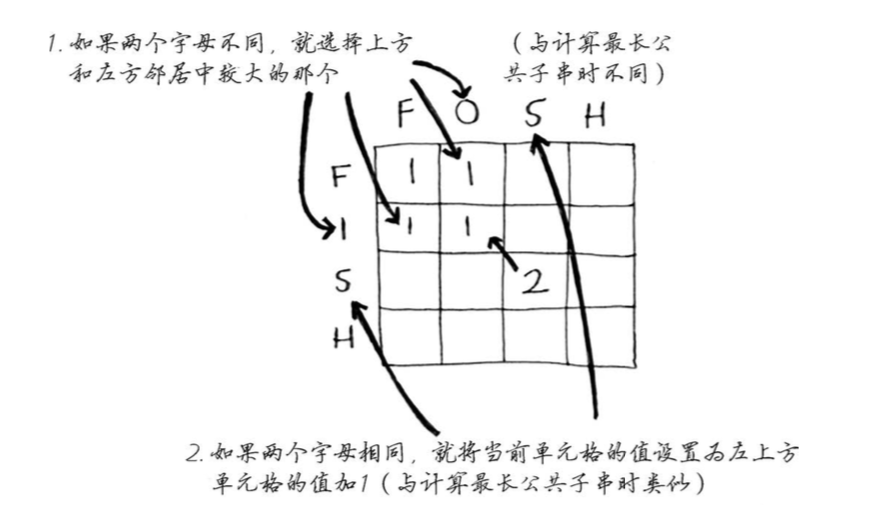 1. 如果两个字母不同，就选择上方
和左方邻居中较大的那个
（与计算最长公
共子串时不同）
F O S H
F 1 1
I 1 1
S 2
H
2. 如果两个字母相同，就将当前单元格的值设置为左上方
单元格的值加1（与计算最长公共子串时类似）